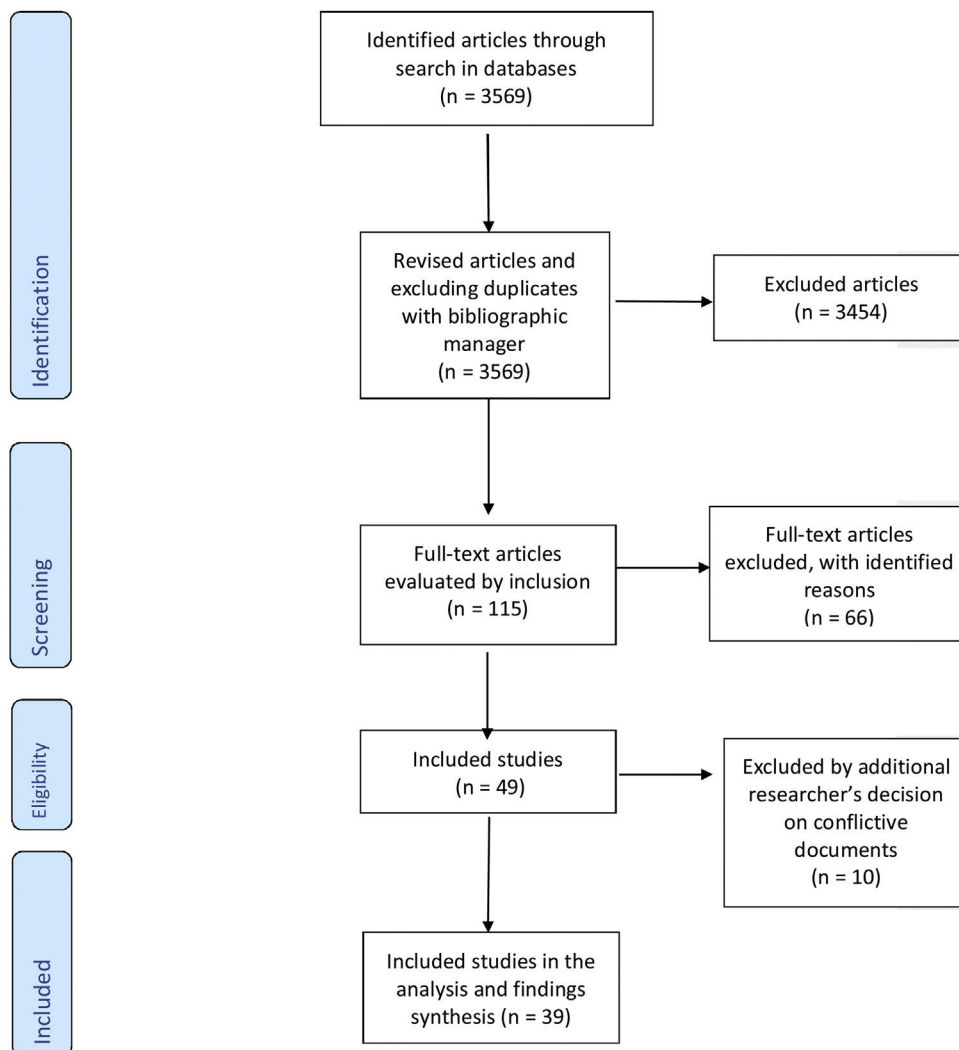 Identification
Identified articles through
search in databases
(n = 3569)
Revised articles and
excluding duplicates
with bibliographic
manager
(n = 3569)
Excluded articles
(n = 3454)
Screening
Full-text articles
evaluated by inclusion
(n = 115)
Full-text articles
excluded, with identified
reasons
(n = 66)
Eligibility
Included studies
(n = 49)
Excluded by additional
researcher's decision
on conflictive
documents
(n = 10)
Included
Included studies in the
analysis and findings
synthesis (n = 39)